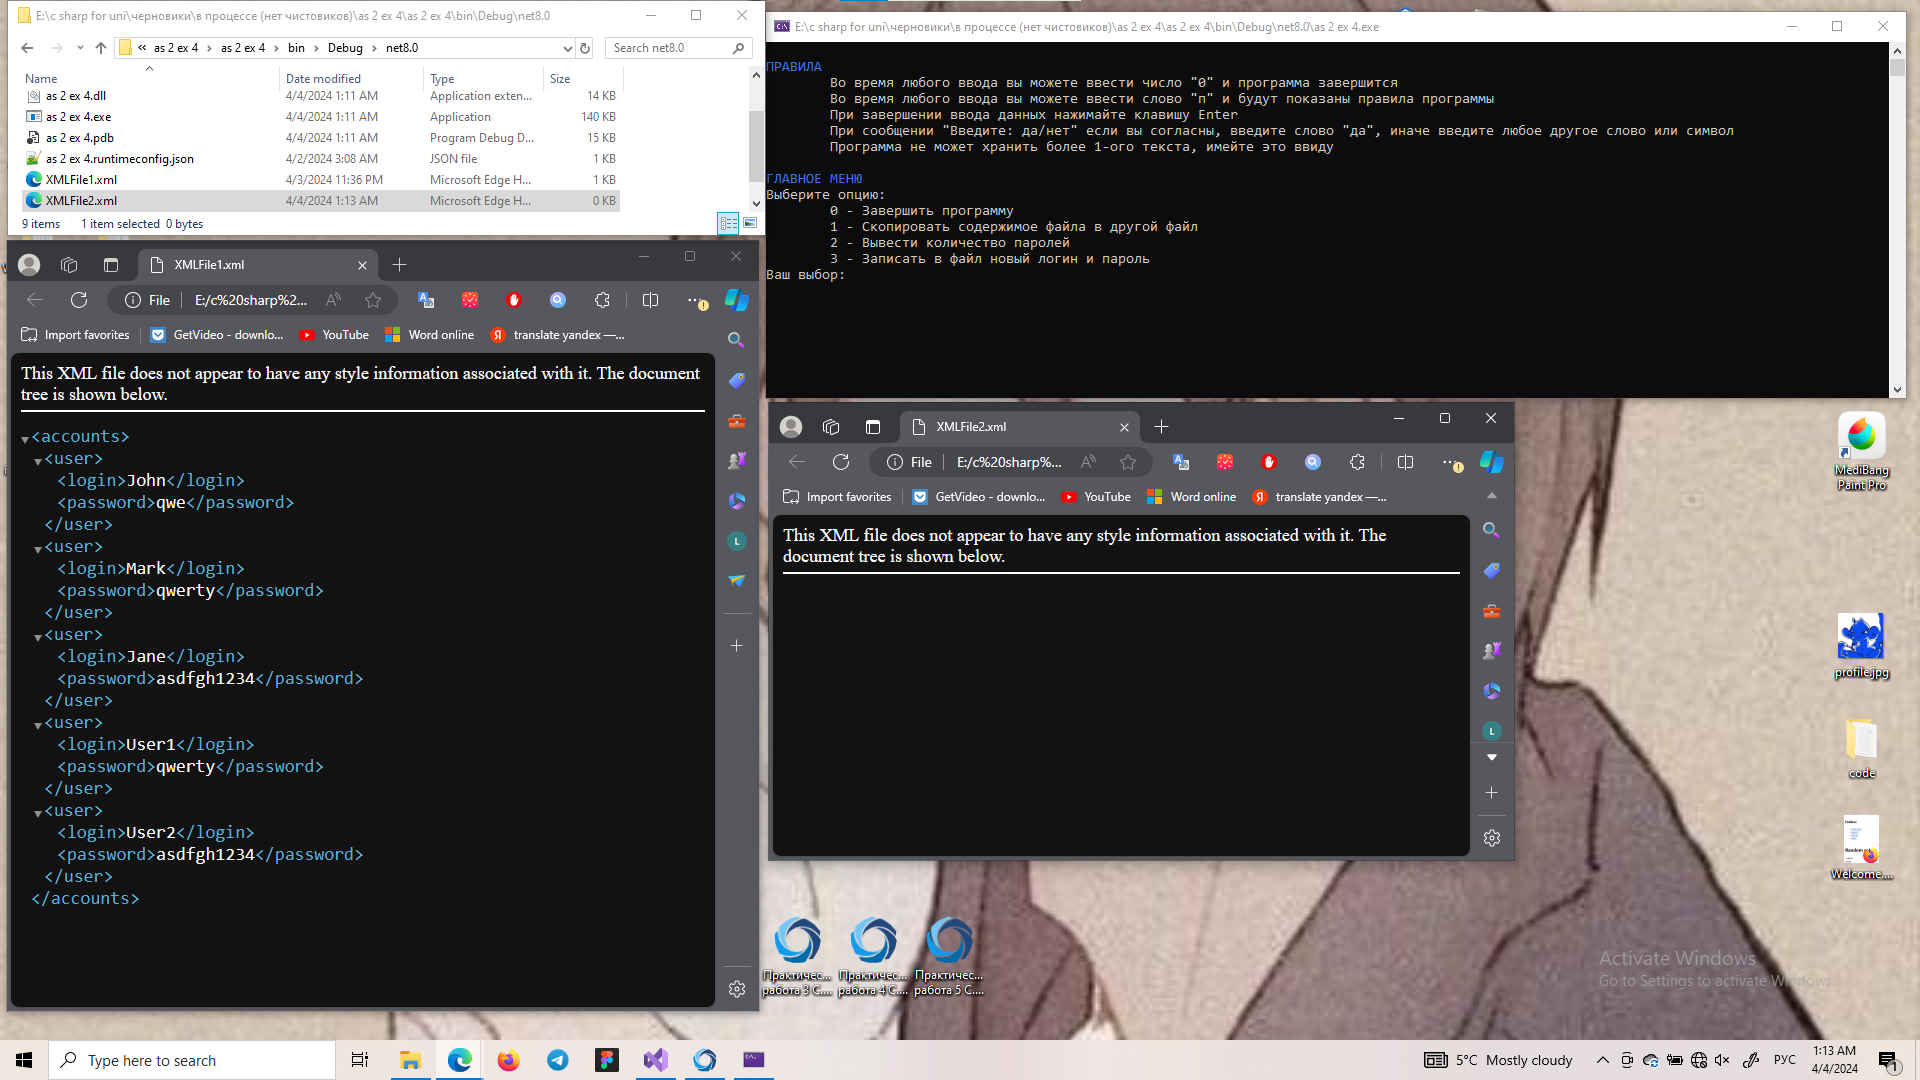 E:\c sharp for uni\черновики\в процессе (нет чистовиков)\as 2 ex 4\as 2 ex 4\bin\Debug\net8.0
« as 2 ex 4 › as 2 ex 4 › bin › Debug › net8.0
Search net8.0
Name Date modified Type Size
as 2 ex 4.dll 4/4/2024 1:11 AM Application exten... 14 KB
as 2 ex 4.exe 4/4/2024 1:11 AM Application 140 KB
as 2 ex 4.pdb 4/4/2024 1:11 AM Program Debug D... 15 KB
as 2 ex 4.runtimeconfig.json 4/2/2024 3:08 AM JSON file 1 KB
XMLFile1.xml 4/3/2024 11:36 PM Microsoft Edge H... 1 KB
XMLFile2.xml 4/4/2024 1:13 AM Microsoft Edge H... 0 KB
9 items 1 item selected 0 bytes
E:\c sharp for uni\черновики\в процессе (нет чистовиков)\as 2 ex 4\as 2 ex 4\bin\Debug\net8.0\as 2 ex 4.exe
ПРАВИЛА
Во время любого ввода вы можете ввести число "0" и программа завершится
Во время любого ввода вы можете ввести слово "п" и будут показаны правила программы
При завершении ввода данных нажимайте клавишу Enter
При сообщении "Введите: да/нет" если вы согласны, введите слово "да", иначе введите любое другое слово или символ
Программа не может хранить более 1-ого текста, имейте это ввиду
ГЛАВНОЕ МЕНЮ
Выберите опцию:
0 - Завершить программу
1 - Скопировать содержимое файла в другой файл
2 - Вывести количество паролей
3 - Записать в файл новый логин и пароль
Ваш выбор:
XMLFile1.xml
File E:/c%20sharp%2...
Import favorites GetVideo - downlo... YouTube Word online translate yandex —...
This XML file does not appear to have any style information associated with it. The document
tree is shown below.
<accounts>
<user>
<login>John</login>
<password>qwe</password>
</user>
<user>
<login>Mark</login>
<password>qwerty</password>
</user>
<user>
<login>Jane</login>
<password>asdfgh1234</password>
</user>
<user>
<login>User1</login>
<password>qwerty</password>
</user>
<user>
<login>User2</login>
<password>asdfgh1234</password>
</user>
</accounts>
XMLFile2.xml
File E:/c%20sharp%...
Import favorites GetVideo - downlo... YouTube Word online translate yandex —...
This XML file does not appear to have any style information associated with it. The
document tree is shown below.
MediBang
Paint Pro
profile.jpg
code
Welcome....
Практичес...
работа 3 С....
Практичес...
работа 4 С....
Практичес...
работа 5 С....
Activate Windows
Go to Settings to activate Windows.
Type here to search
5°C Mostly cloudy
РУС
1:13 AM
4/4/2024
1